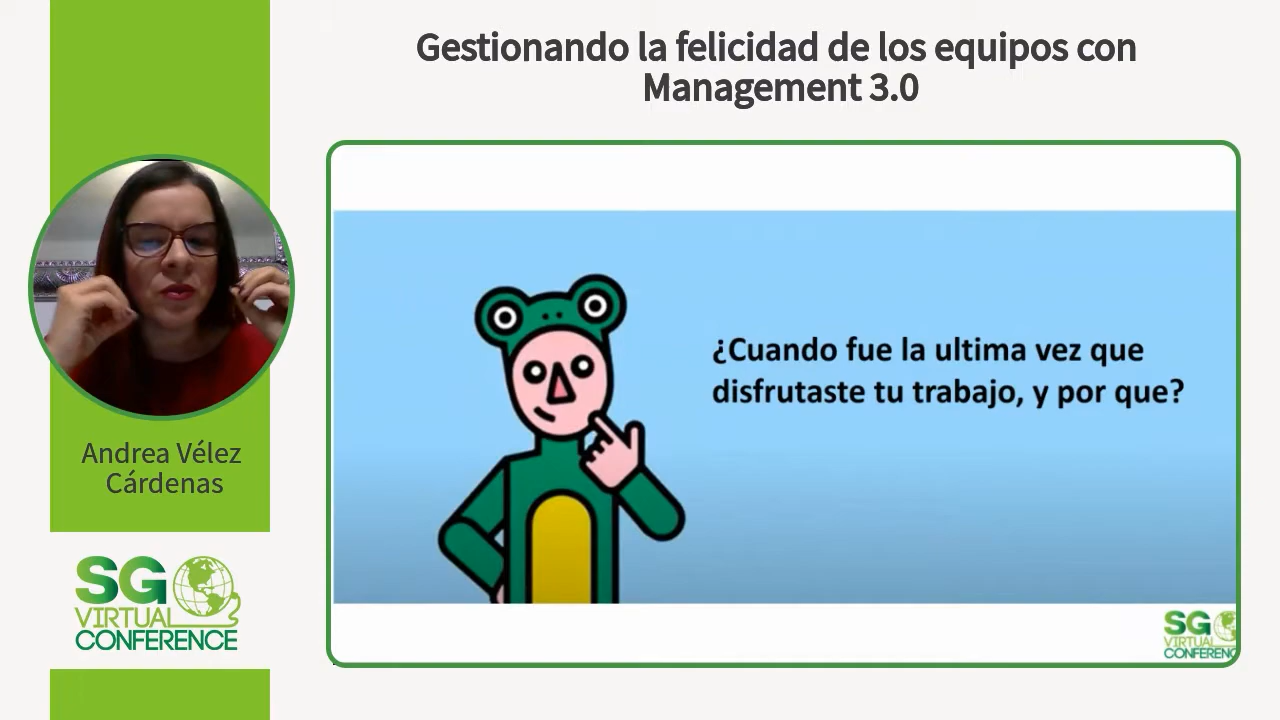 Gestionando la felicidad de los equipos con
Management 3.0
¿Cuando fue la ultima vez que
disfrutaste tu trabajo, y por que?
Andrea Vélez
Cárdenas
SG
VIRTUAL
CONFERENCE
SG
VIRTUAL
CONFERENC